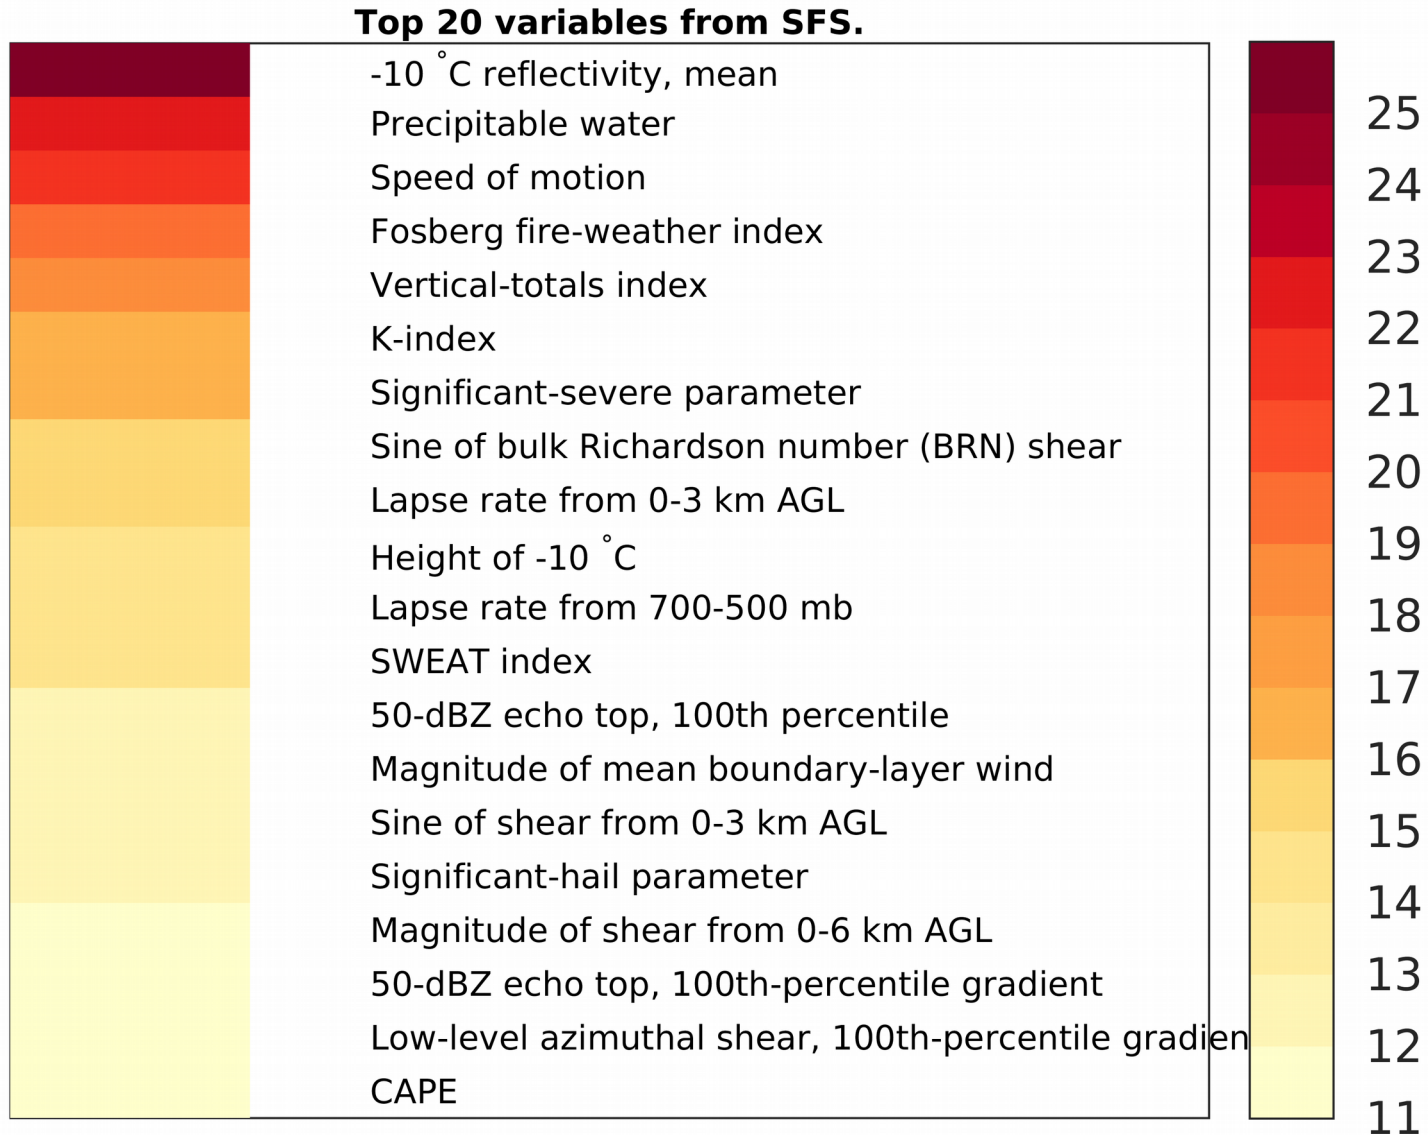 Top 20 variables from SFS.
-10 °C reflectivity, mean
Precipitable water
Speed of motion
Fosberg fire-weather index
Vertical-totals index
K-index
Significant-severe parameter
Sine of bulk Richardson number (BRN) shear
Lapse rate from 0-3 km AGL
Height of -10 °C
Lapse rate from 700-500 mb
SWEAT index
50-dBZ echo top, 100th percentile
Magnitude of mean boundary-layer wind
Sine of shear from 0-3 km AGL
Significant-hail parameter
Magnitude of shear from 0-6 km AGL
50-dBZ echo top, 100th-percentile gradient
Low-level azimuthal shear, 100th-percentile gradien
CAPE
25
24
23
22
21
20
19
18
17
16
15
14
13
12
11